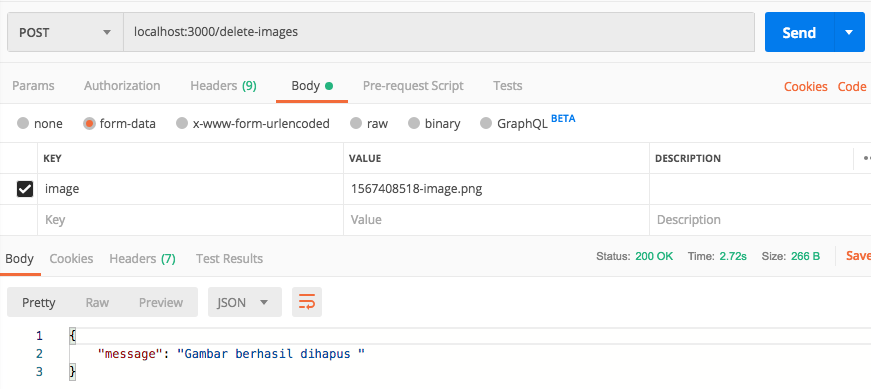 POST localhost:3000/delete-images Send
Params Authorization Headers (9) Body Pre-request Script Tests Cookies Code
none form-data x-www-form-urlencoded raw binary GraphQL BETA
KEY VALUE DESCRIPTION
image 1567408518-image.png
Key Value Description
Body Cookies Headers (7) Test Results Status: 200 OK Time: 2.72s Size: 266 B Save
Pretty Raw Preview JSON
1 {
2 "message": "Gambar berhasil dihapus "
3 }